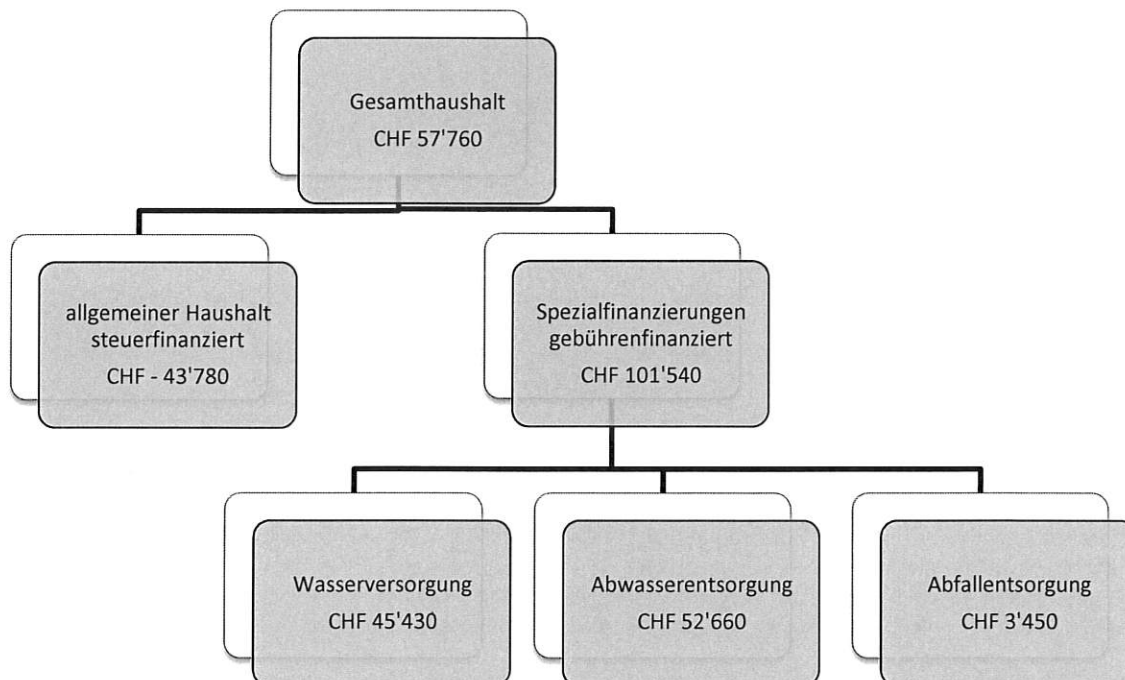 Gesamthaushalt
CHF 57'760
allgemeiner Haushalt
steuerfinanziert
CHF - 43'780
Spezialfinanzierungen
gebührenfinanziert
CHF 101'540
Wasserversorgung
CHF 45'430
Abwasserentsorgung
CHF 52'660
Abfallentsorgung
CHF 3'450